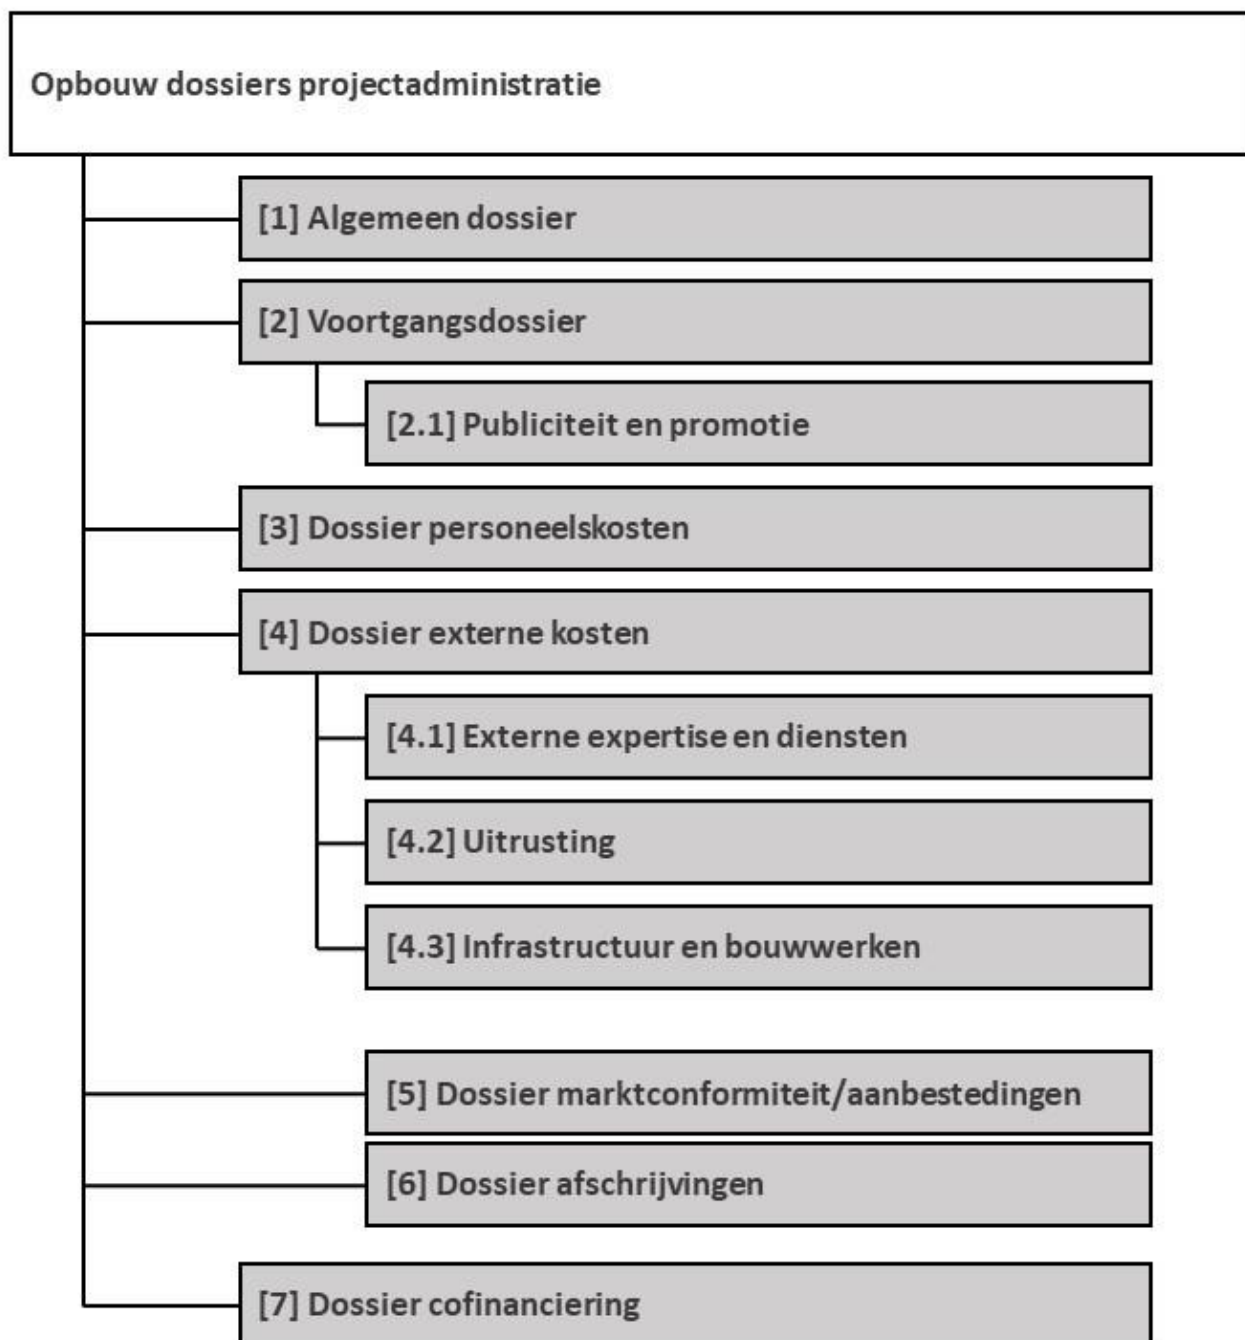 Opbouw dossiers projectadministratie
[1] Algemeen dossier
[2] Voortgangsdossier
[2.1] Publiciteit en promotie
[3] Dossier personeelskosten
[4] Dossier externe kosten
[4.1] Externe expertise en diensten
[4.2] Uitrusting
[4.3] Infrastructuur en bouwwerken
[5] Dossier marktconformiteit/aanbestedingen
[6] Dossier afschrijvingen
[7] Dossier cofinanciering